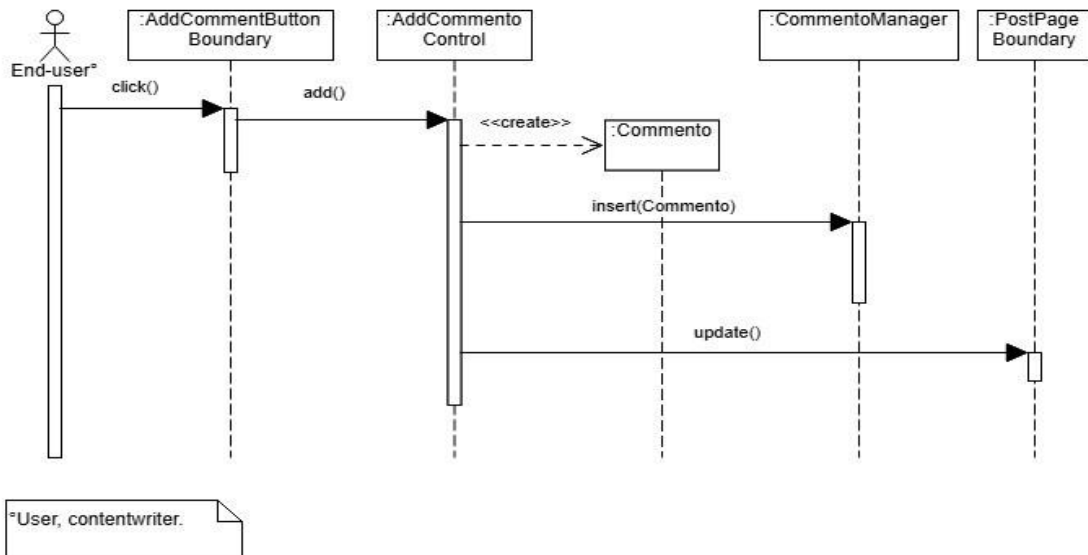 :AddCommentButton
Boundary
:AddCommento
Control
:CommentoManager
:PostPage
Boundary
End-user°
click()
add()
<<create>>
:Commento
insert(Commento)
update()
°User, contentwriter.